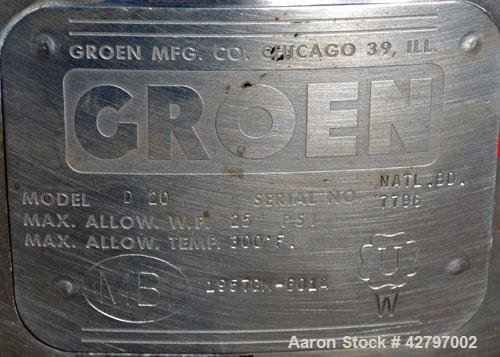 GROEN MFG. CO. CHICAGO 39, ILL.
GROEN
NATL.BD.
MODEL D 20 SERIAL NO. 7796
MAX. ALLOW. W.P. 25 PSI
MAX. ALLOW. TEMP. 300°F.
MB
U
W
Aaron Stock # 42797002